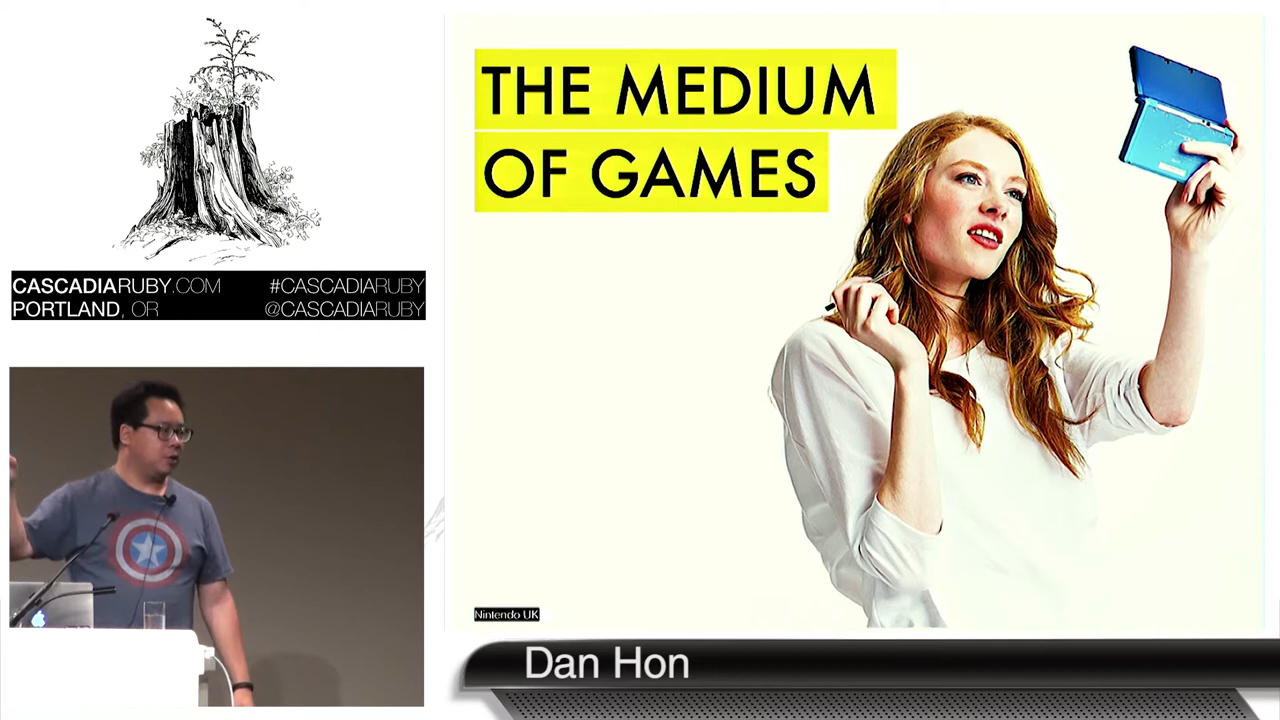 CASCADIARUBY.COM #CASCADIARUBY
PORTLAND, OR @CASCADIARUBY
THE MEDIUM
OF GAMES
Nintendo UK
Dan Hon